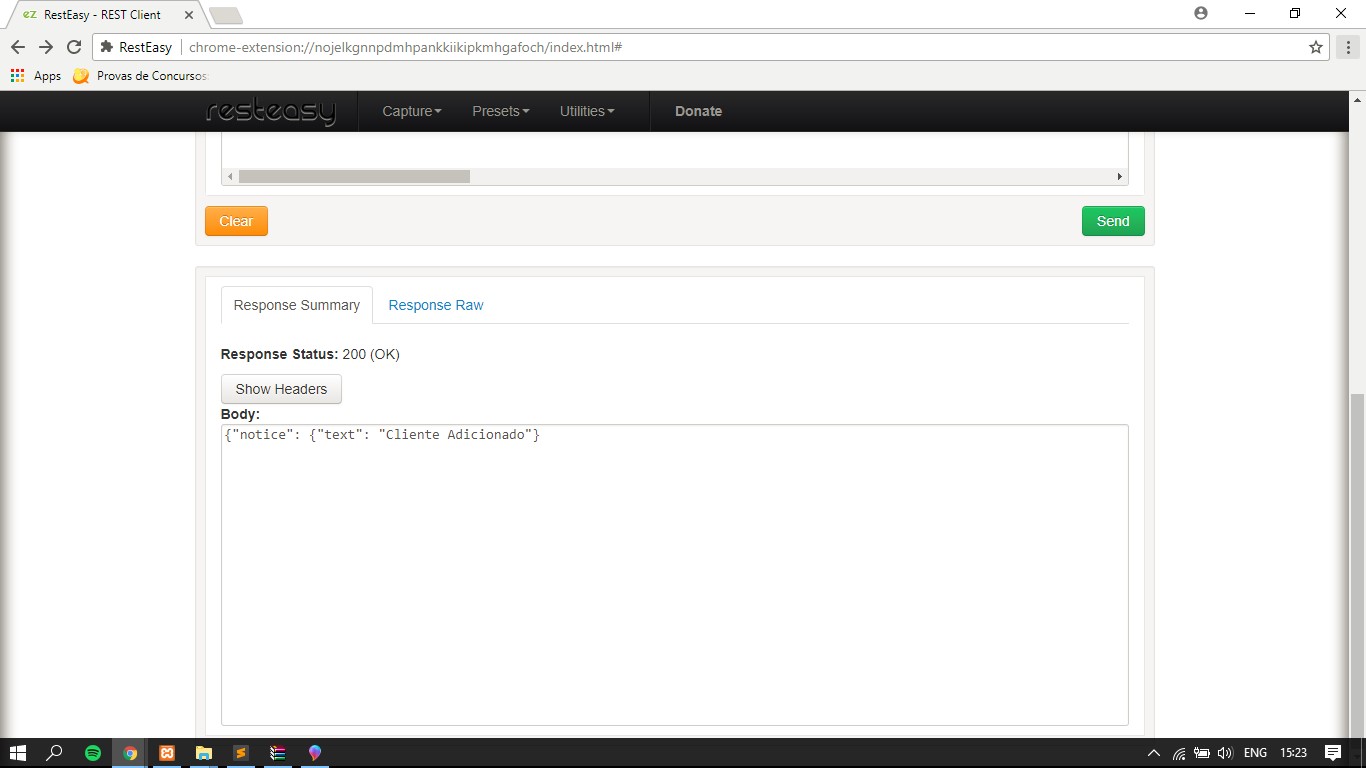 ez RestEasy - REST Client
RestEasy chrome-extension://nojelkgnnpdmhpankkiikipkmhgafoch/index.html#
Apps Provas de Concursos
resteasy Capture Presets Utilities Donate
Clear Send
Response Summary Response Raw
Response Status: 200 (OK)
Show Headers
Body:
{"notice": {"text": "Cliente Adicionado"}
ENG 15:23